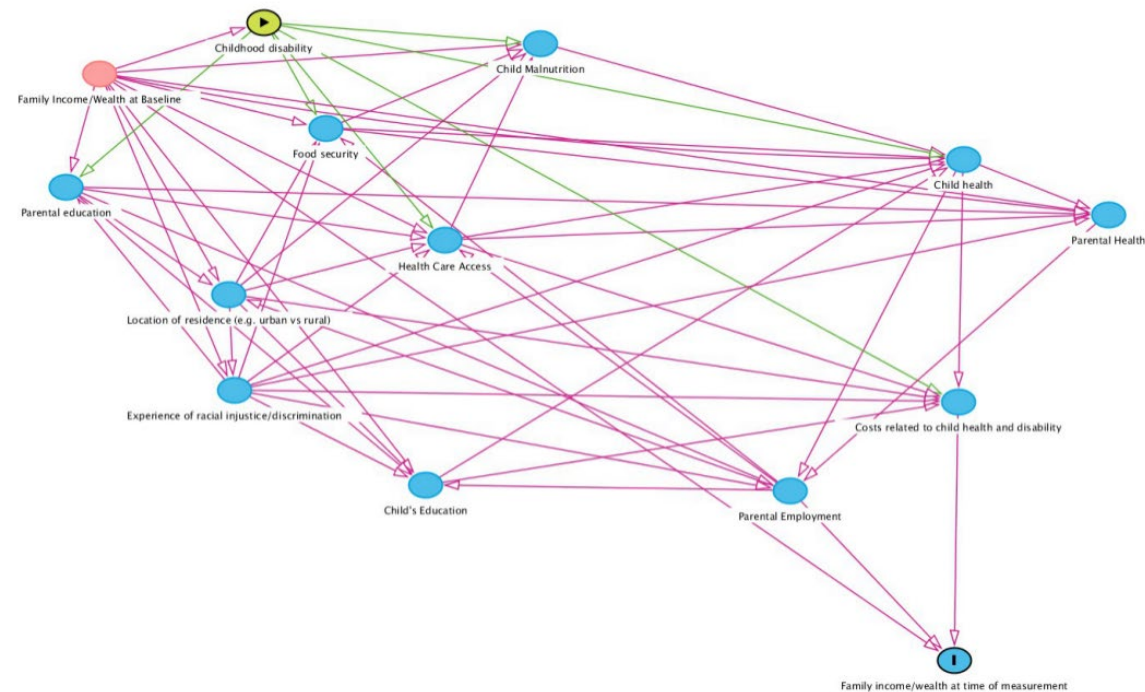 Childhood disability
Child Malnutrition
Family Income/Wealth at Baseline
Food security
Child health
Parental education
Parental Health
Health Care Access
Location of residence (e.g. urban vs rural)
Experience of racial injustice/discrimination
Costs related to child health and disability
Child's Education
Parental Employment
Family income/wealth at time of measurement